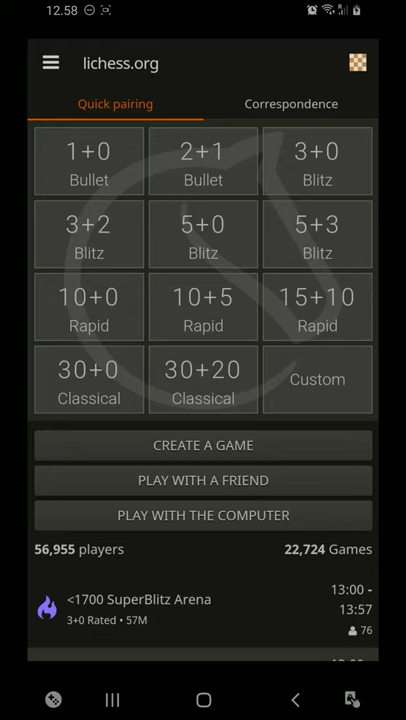 12.58
lichess.org
Quick pairing
Correspondence
1+0
Bullet
2+1
Bullet
3+0
Blitz
3+2
Blitz
5+0
Blitz
5+3
Blitz
10+0
Rapid
10+5
Rapid
15+10
Rapid
30+0
Classical
30+20
Classical
Custom
CREATE A GAME
PLAY WITH A FRIEND
PLAY WITH THE COMPUTER
56,955 players
22,724 Games
<1700 SuperBlitz Arena
3+0 Rated • 57M
13:00 -
13:57
76